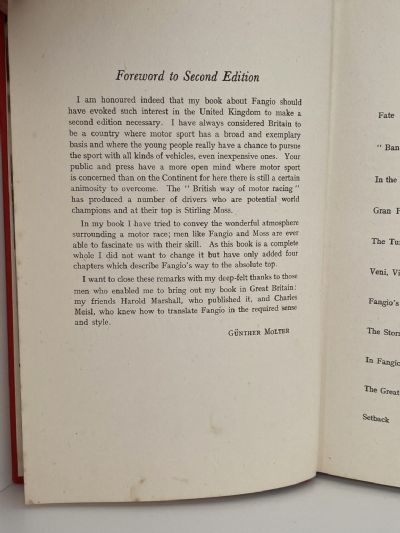 Foreword to Second Edition
I am honoured indeed that my book about Fangio should
have evoked such interest in the United Kingdom to make a
second edition necessary. I have always considered Britain to
be a country where motor sport has a broad and exemplary
basis and where the young people really have a chance to pursue
the sport with all kinds of vehicles, even inexpensive ones. Your
public and press have a more open mind where motor sport
is concerned than on the Continent for here there is still a certain
animosity to overcome. The " British way of motor racing "
has produced a number of drivers who are potential world
champions and at their top is Stirling Moss.
In my book I have tried to convey the wonderful atmosphere
surrounding a motor race; men like Fangio and Moss are ever
able to fascinate us with their skill. As this book is a complete
whole I did not want to change it but have only added four
chapters which describe Fangio's way to the absolute top.
I want to close these remarks with my deep-felt thanks to those
men who enabled me to bring out my book in Great Britain:
my friends Harold Marshall, who published it, and Charles
Meisl, who knew how to translate Fangio in the required sense
and style.
GÜNTHER MOLTER
Fate
" Ban
In the
Gran P
The Tu
Veni, Vi
Fangio's
The Stor
In Fangio
The Great
Setback